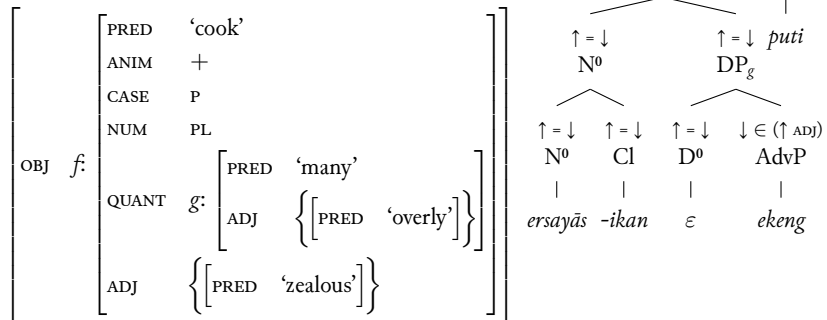 PRED ‘cook’
ANIM +
CASE P
NUM PL
OBJ f:
QUANT g:
PRED ‘many’
ADJ {[PRED ‘overly’]}
ADJ {[PRED ‘zealous’]}
↑ = ↓ ↑ = ↓ puti
N⁰ DPg
↑ = ↓ ↑ = ↓ ↑ = ↓ ↓ ∈ (↑ ADJ)
N⁰ Cl D⁰ AdvP
ersayās -ikan ε ekeng